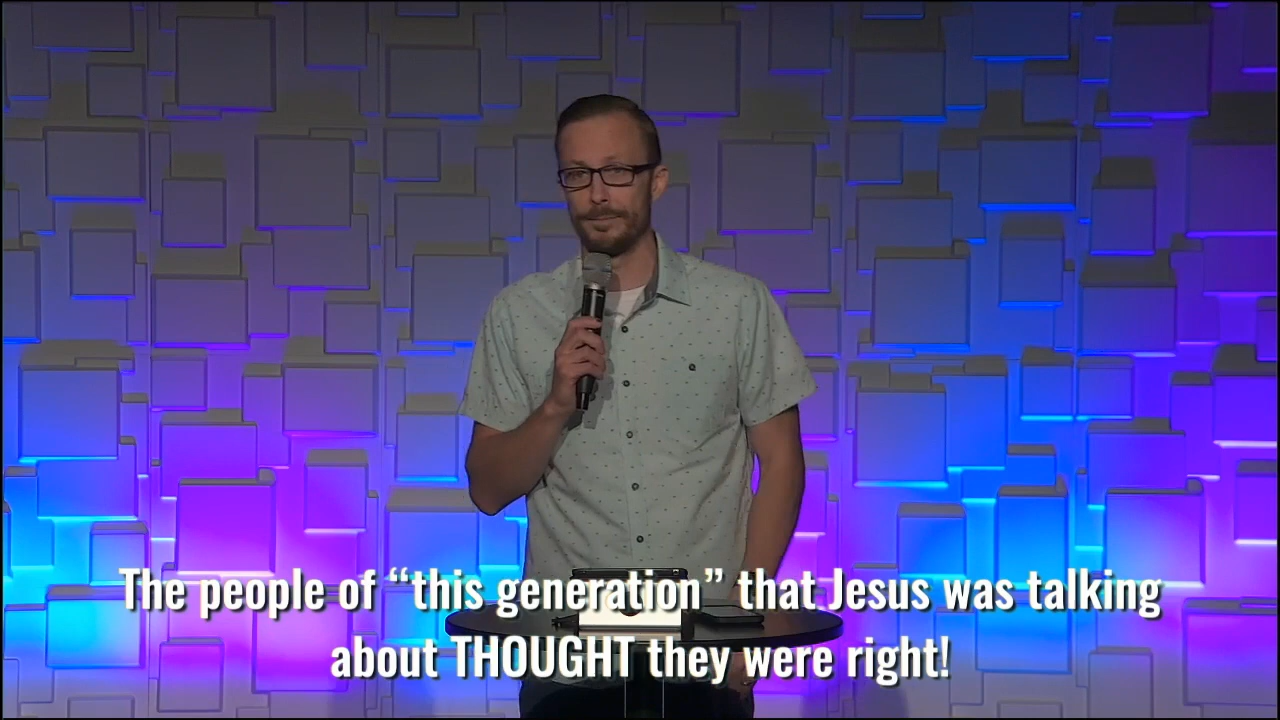 The people of “this generation” that Jesus was talking
about THOUGHT they were right!